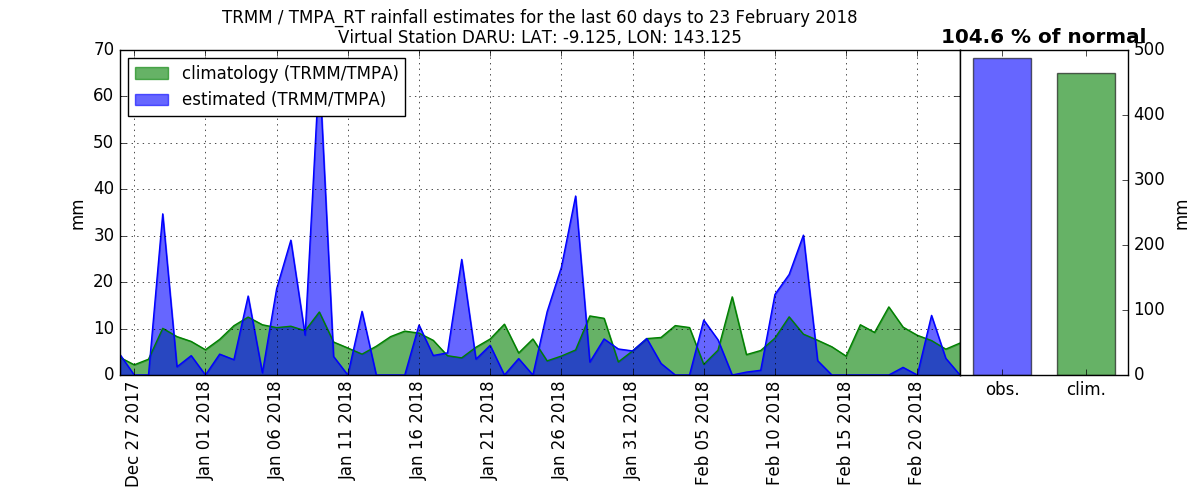 TRMM / TMPA_RT rainfall estimates for the last 60 days to 23 February 2018
Virtual Station DARU: LAT: -9.125, LON: 143.125
104.6 % of normal
climatology (TRMM/TMPA)
estimated (TRMM/TMPA)
70
60
50
40
30
20
10
0
mm
Dec 27 2017
Jan 01 2018
Jan 06 2018
Jan 11 2018
Jan 16 2018
Jan 21 2018
Jan 26 2018
Jan 31 2018
Feb 05 2018
Feb 10 2018
Feb 15 2018
Feb 20 2018
obs.
clim.
500
400
300
200
100
0
mm